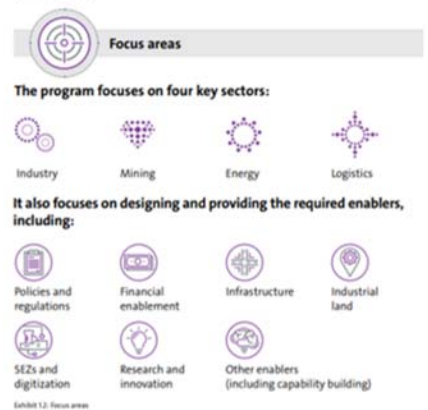 Focus areas
The program focuses on four key sectors:
Industry Mining Energy Logistics
It also focuses on designing and providing the required enablers,
including:
Policies and Financial Infrastructure Industrial
regulations enablement land
SEZs and Research and Other enablers
digitization innovation (including capability building)
Exhibit 12: Focus areas